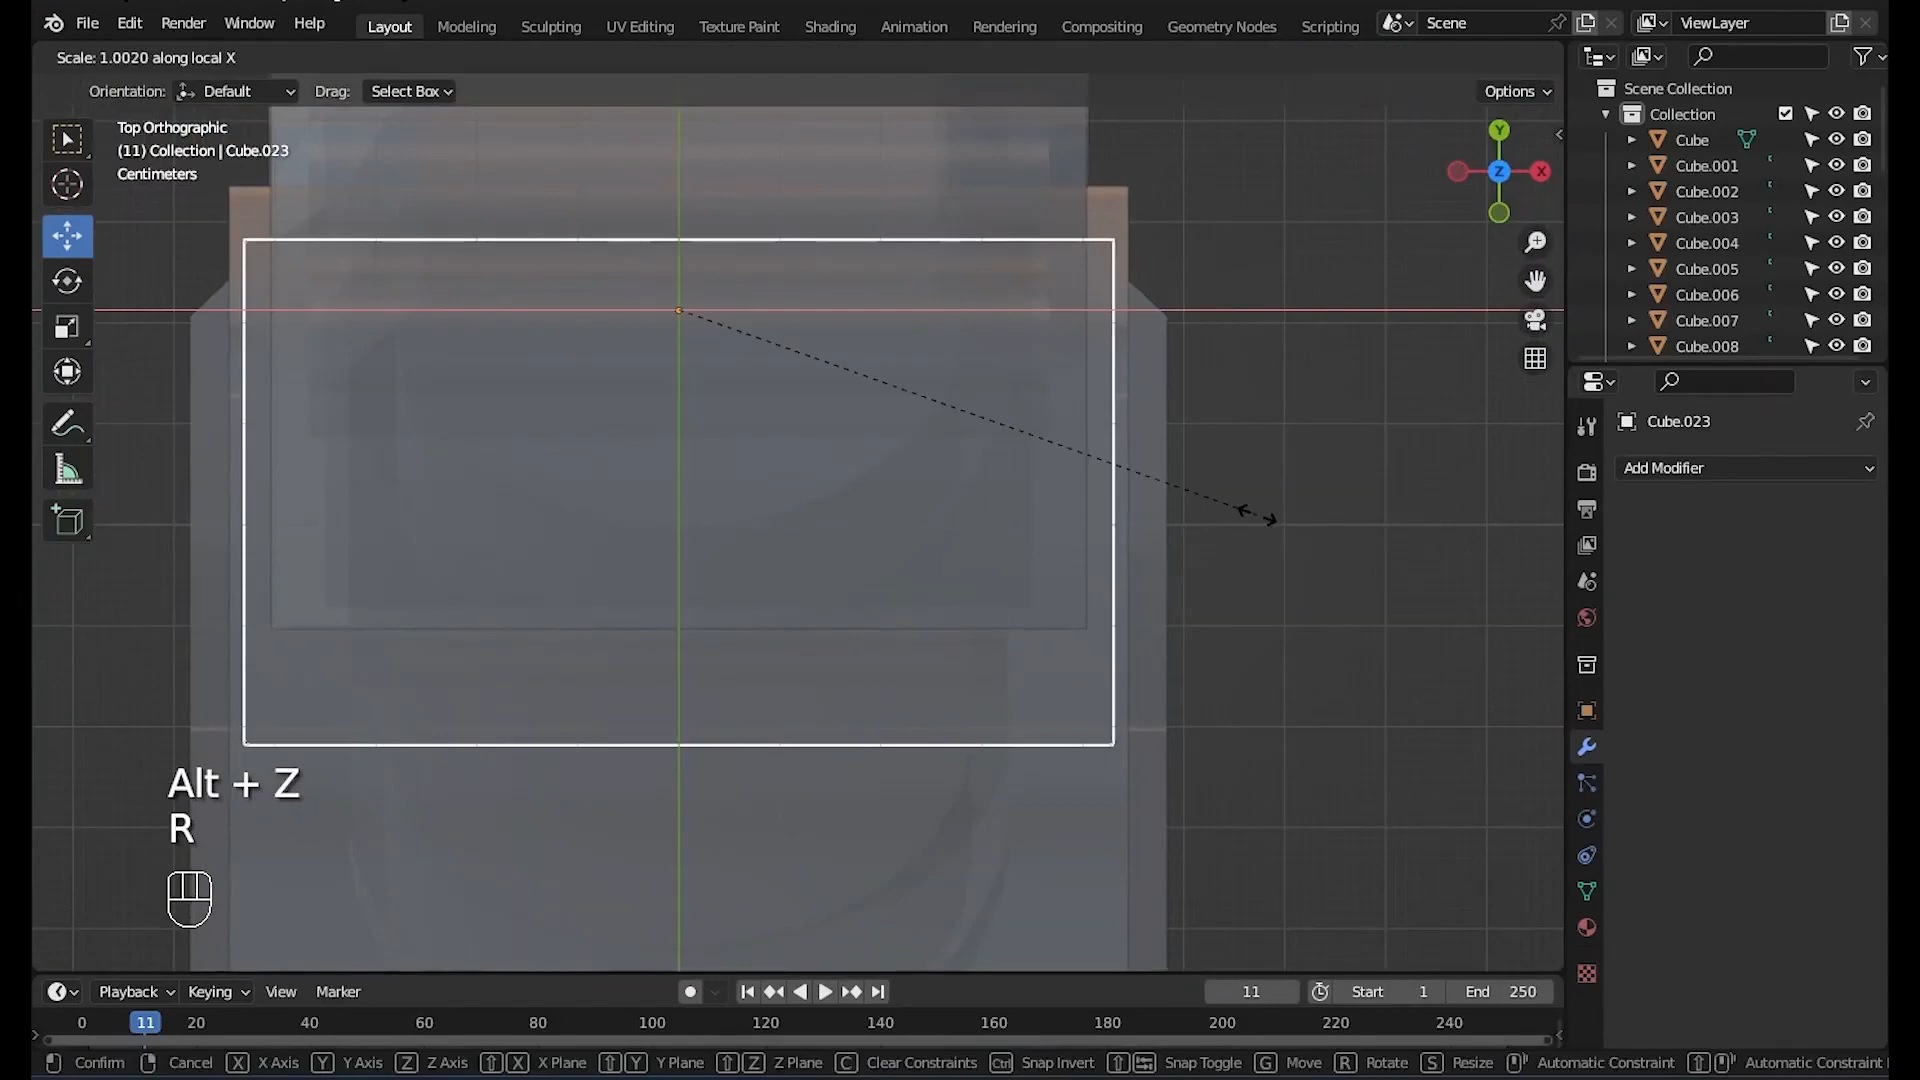 File Edit Render Window Help Layout Modeling Sculpting UV Editing Texture Paint Shading Animation Rendering Compositing Geometry Nodes Scripting Scene ViewLayer
Scale: 1.0020 along local X
Orientation: Default Drag: Select Box Options
Top Orthographic
(11) Collection | Cube.023
Centimeters
Y
X
Z
Scene Collection
Collection
Cube
Cube.001
Cube.002
Cube.003
Cube.004
Cube.005
Cube.006
Cube.007
Cube.008
Cube.023
Add Modifier
Alt + Z
R
Playback Keying View Marker 11 Start 1 End 250
0 11 20 40 60 80 100 120 140 160 180 200 220 240
Confirm Cancel X X Axis Y Y Axis Z Z Axis X X Plane Y Y Plane Z Z Plane C Clear Constraints Ctrl Snap Invert Snap Toggle G Move R Rotate S Resize Automatic Constraint Automatic Constraint